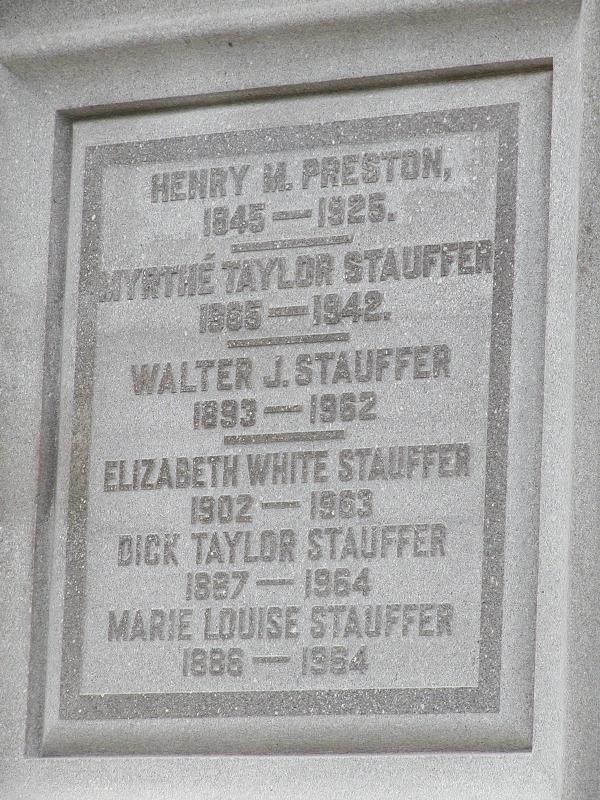 HENRY M. PRESTON,
1845 — 1925.
MYRTHÉ TAYLOR STAUFFER
1865 — 1942.
WALTER J. STAUFFER
1893 — 1962
ELIZABETH WHITE STAUFFER
1902 — 1963
DICK TAYLOR STAUFFER
1887 — 1964
MARIE LOUISE STAUFFER
1886 — 1964